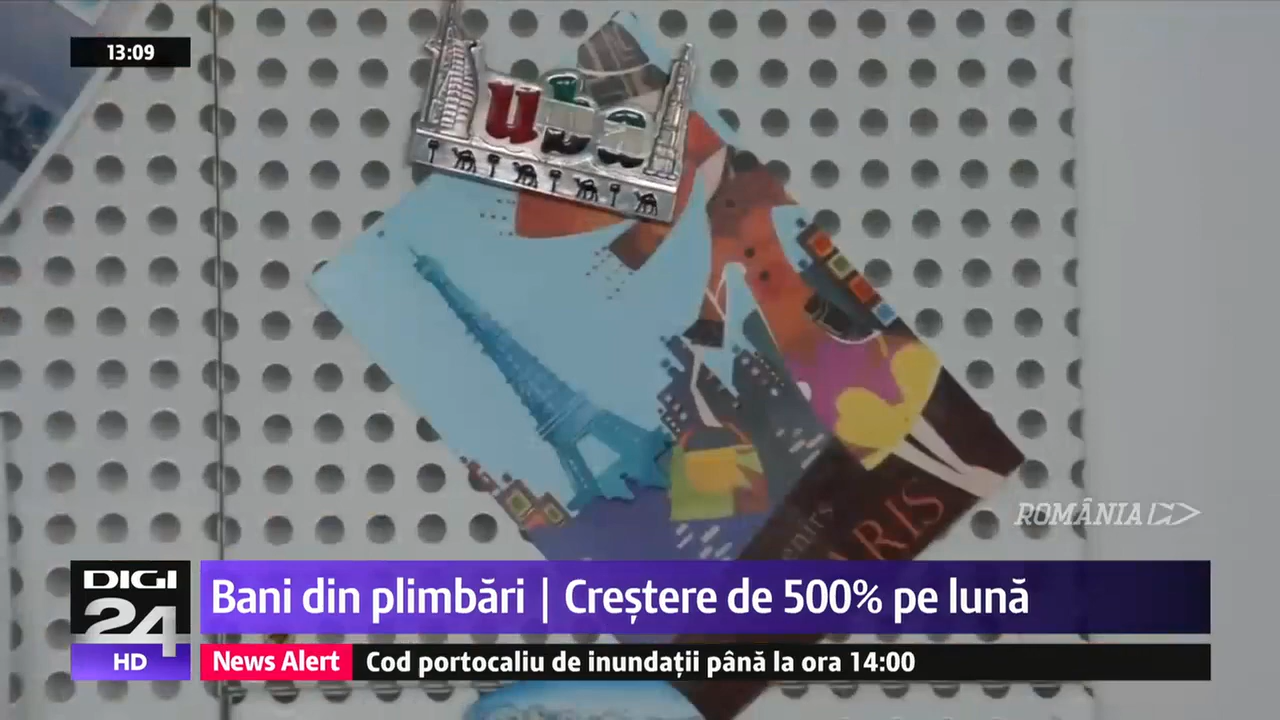 13:09
UAE
PARIS
ROMÂNIA
DIGI
24
HD
Bani din plimbări | Creștere de 500% pe lună
News Alert
Cod portocaliu de inundații până la ora 14:00